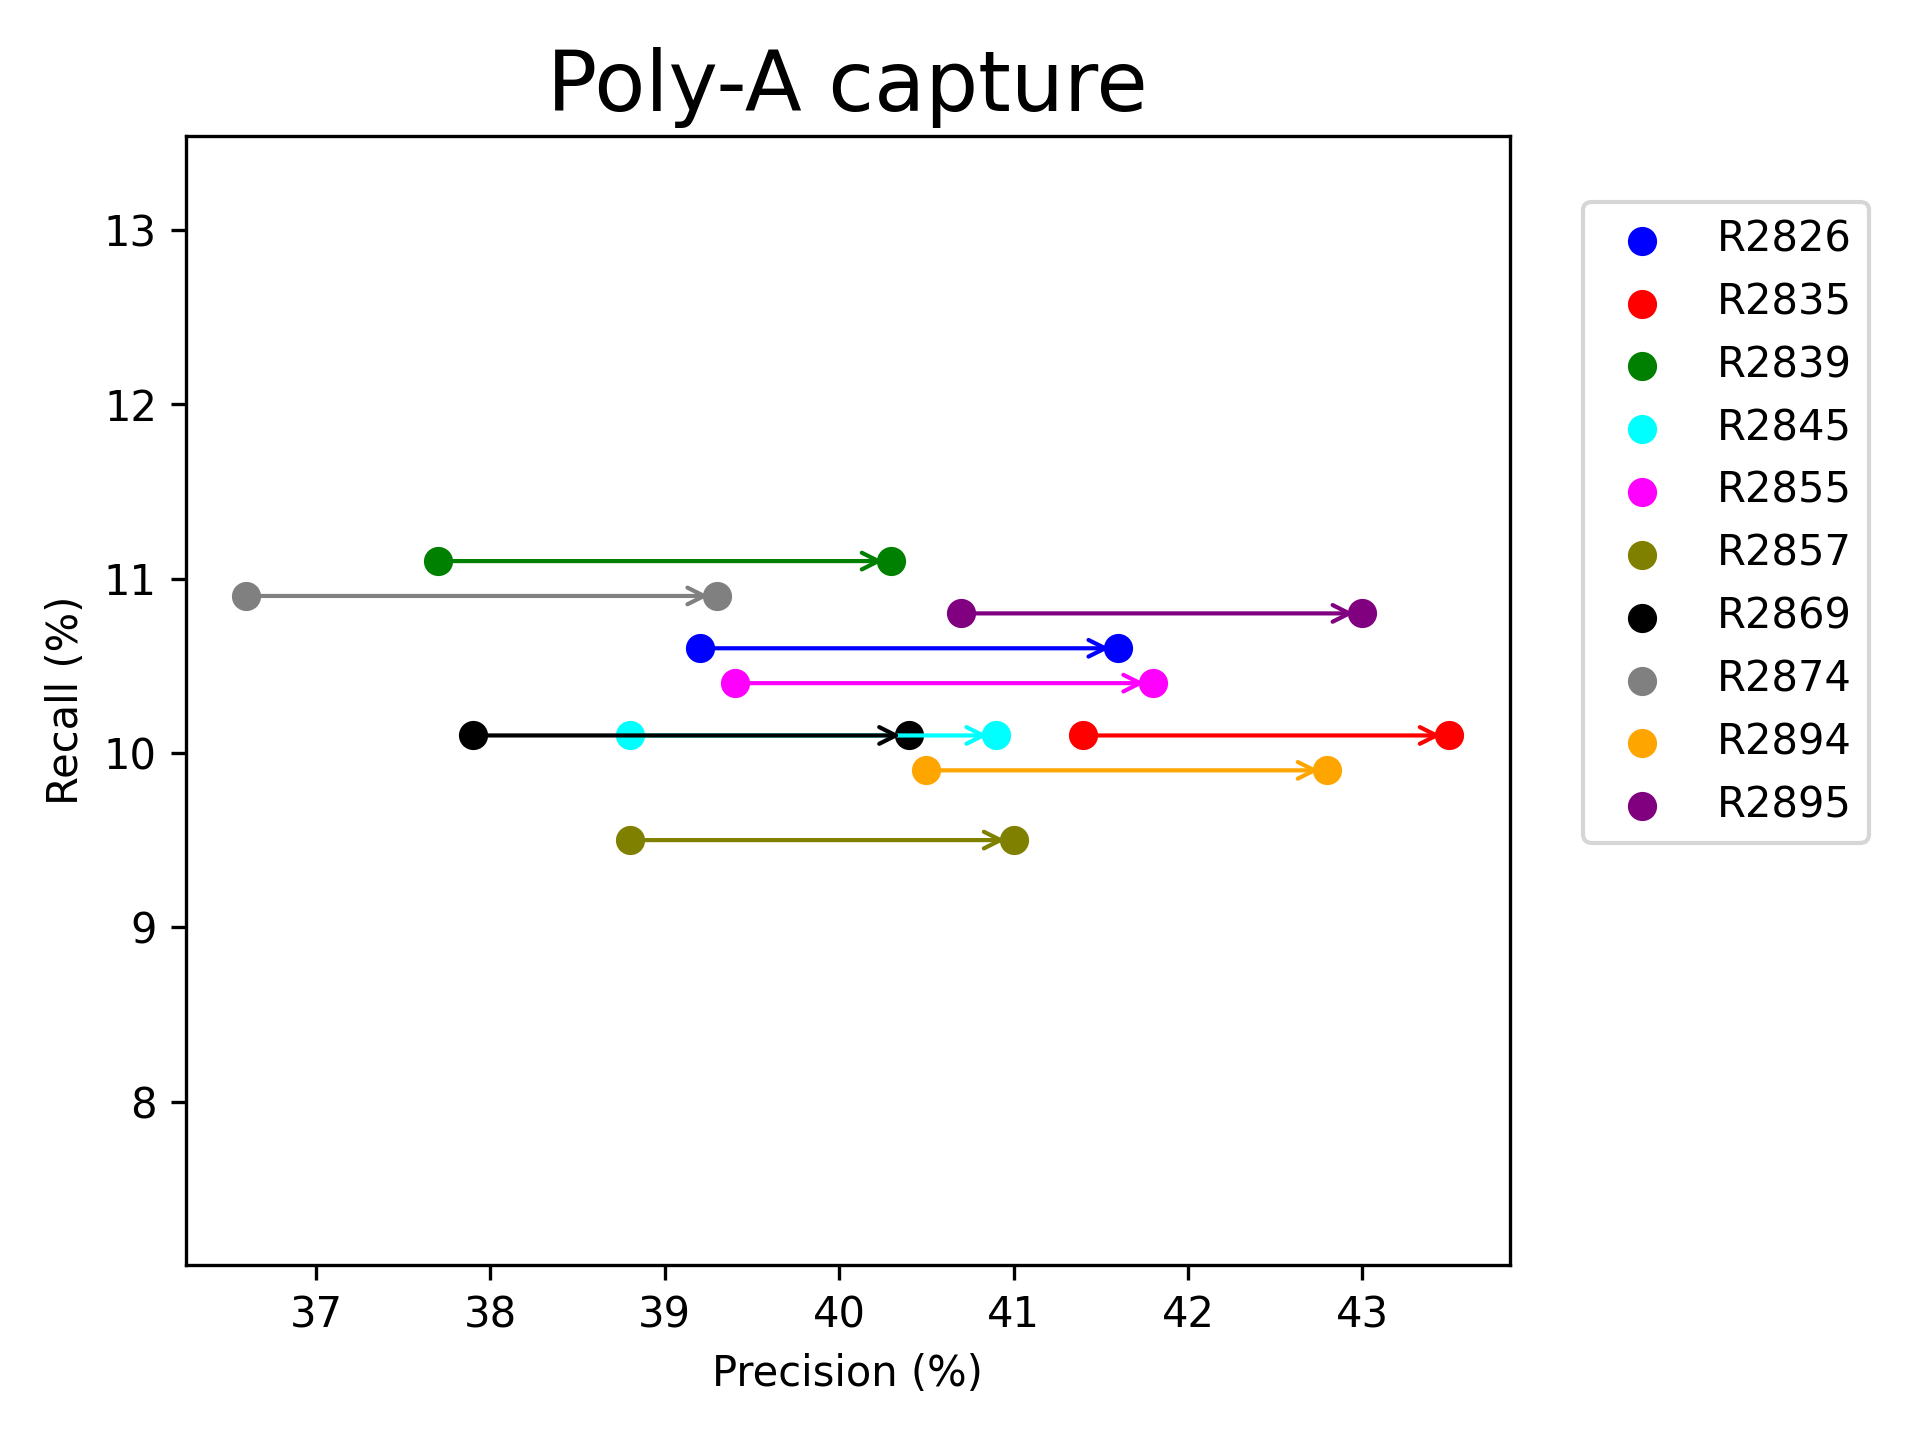 Poly-A capture
13
12
11
10
9
8
Recall (%)
37 38 39 40 41 42 43
Precision (%)
R2826
R2835
R2839
R2845
R2855
R2857
R2869
R2874
R2894
R2895